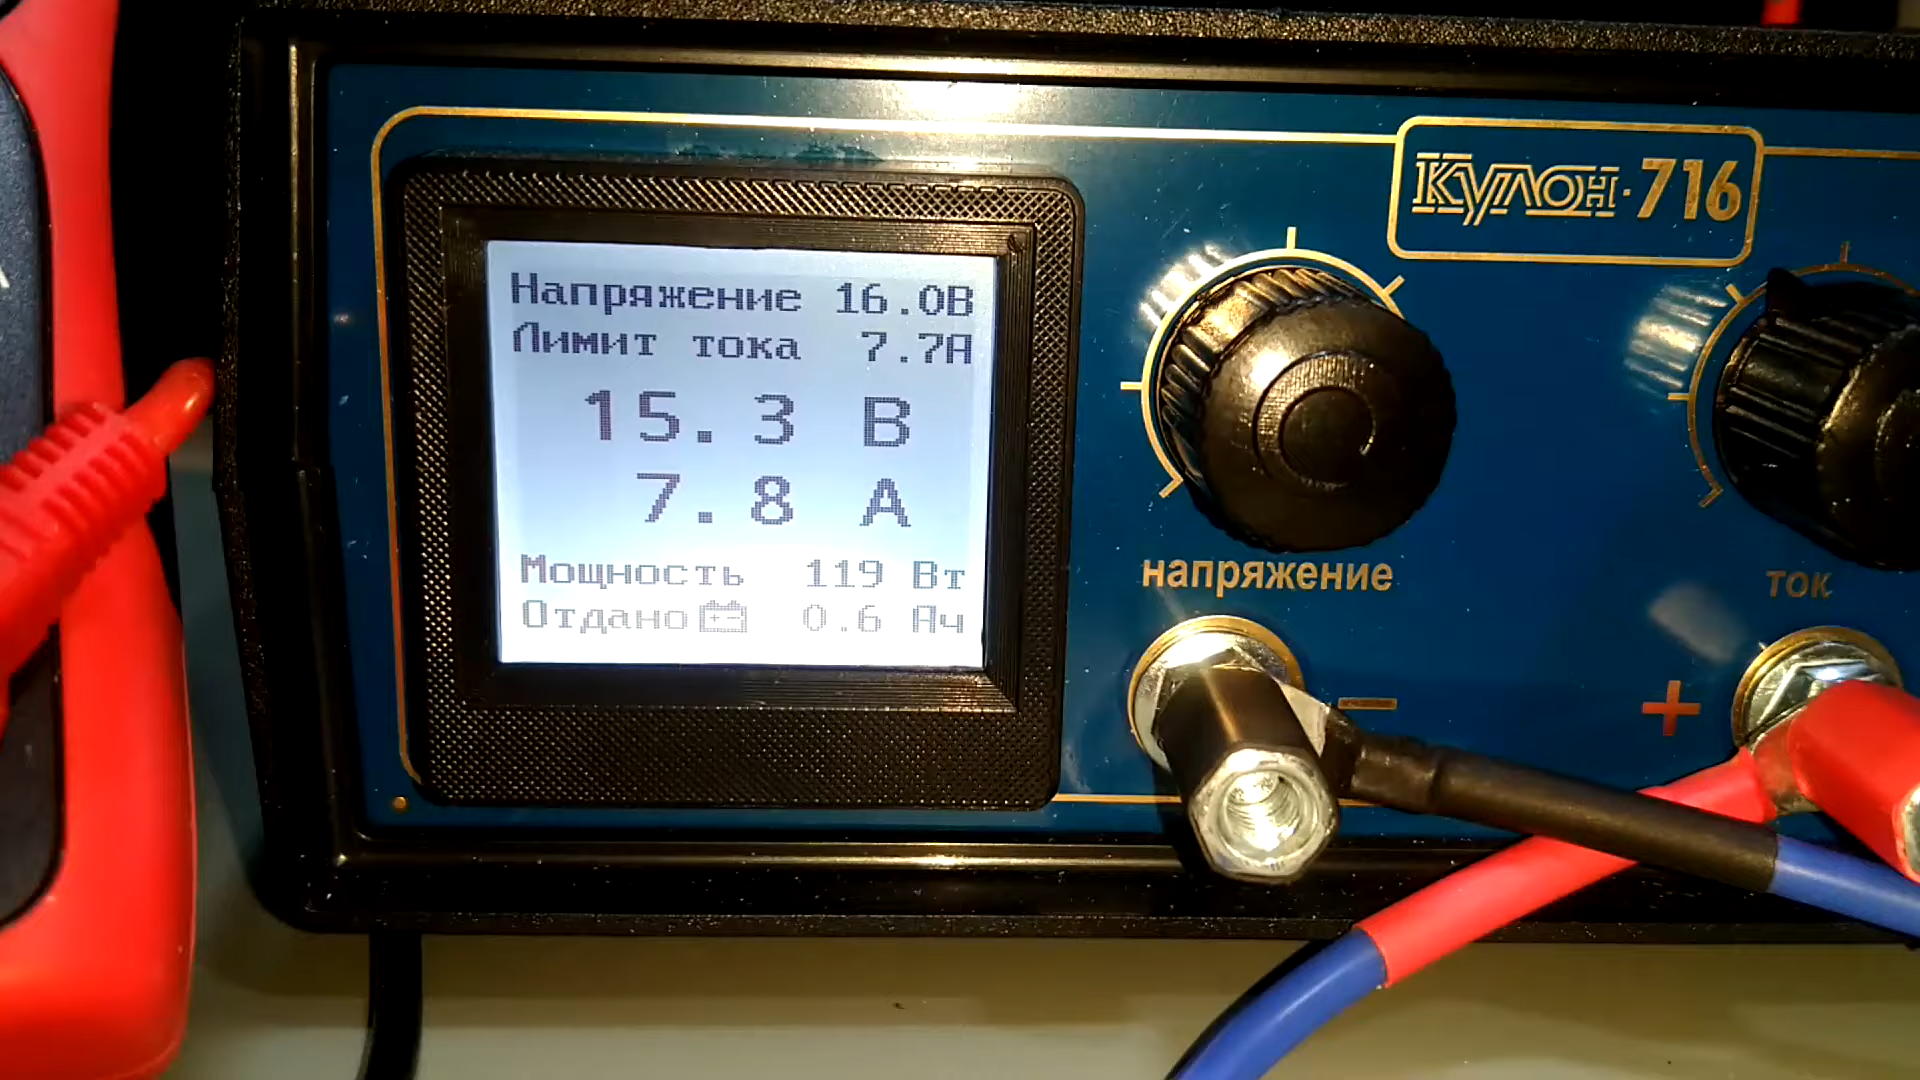 Напряжение 16.0В
Лимит тока 7.7А
15.3 В
7.8 А
Мощность 119 Вт
Отдано 0.6 Ач
КУЛОН-716
напряжение
ток
− +